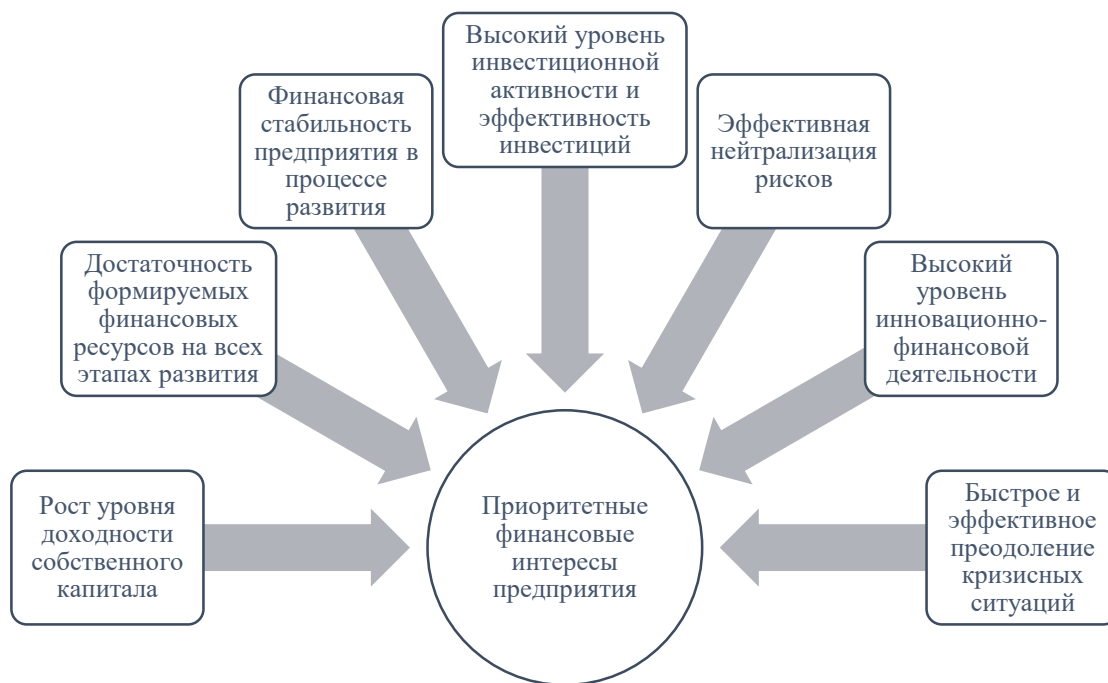 Высокий уровень
инвестиционной
активности и
эффективность
инвестиций
Финансовая
стабильность
предприятия в
процессе
развития
Эффективная
нейтрализация
рисков
Достаточность
формируемых
финансовых
ресурсов на всех
этапах развития
Высокий
уровень
инновационно-
финансовой
деятельности
Рост уровня
доходности
собственного
капитала
Приоритетные
финансовые
интересы
предприятия
Быстрое и
эффективное
преодоление
кризисных
ситуаций